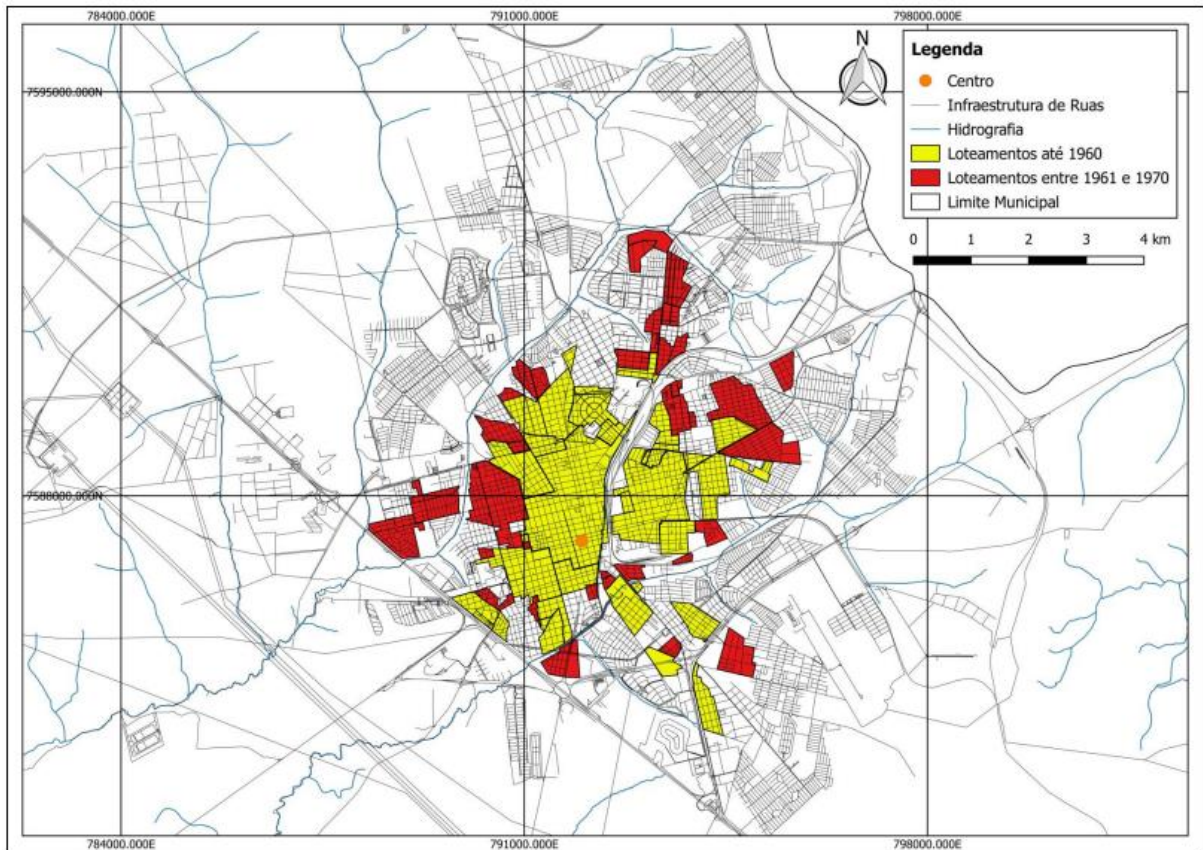 784000.000E 791000.000E 798000.000E
N
Legenda
Centro
7595000.000N
Infraestrutura de Ruas
Hidrografia
Loteamentos até 1960
Loteamentos entre 1961 e 1970
Limite Municipal
0 1 2 3 4 km
7588000.000N
784000.000E 791000.000E 798000.000E